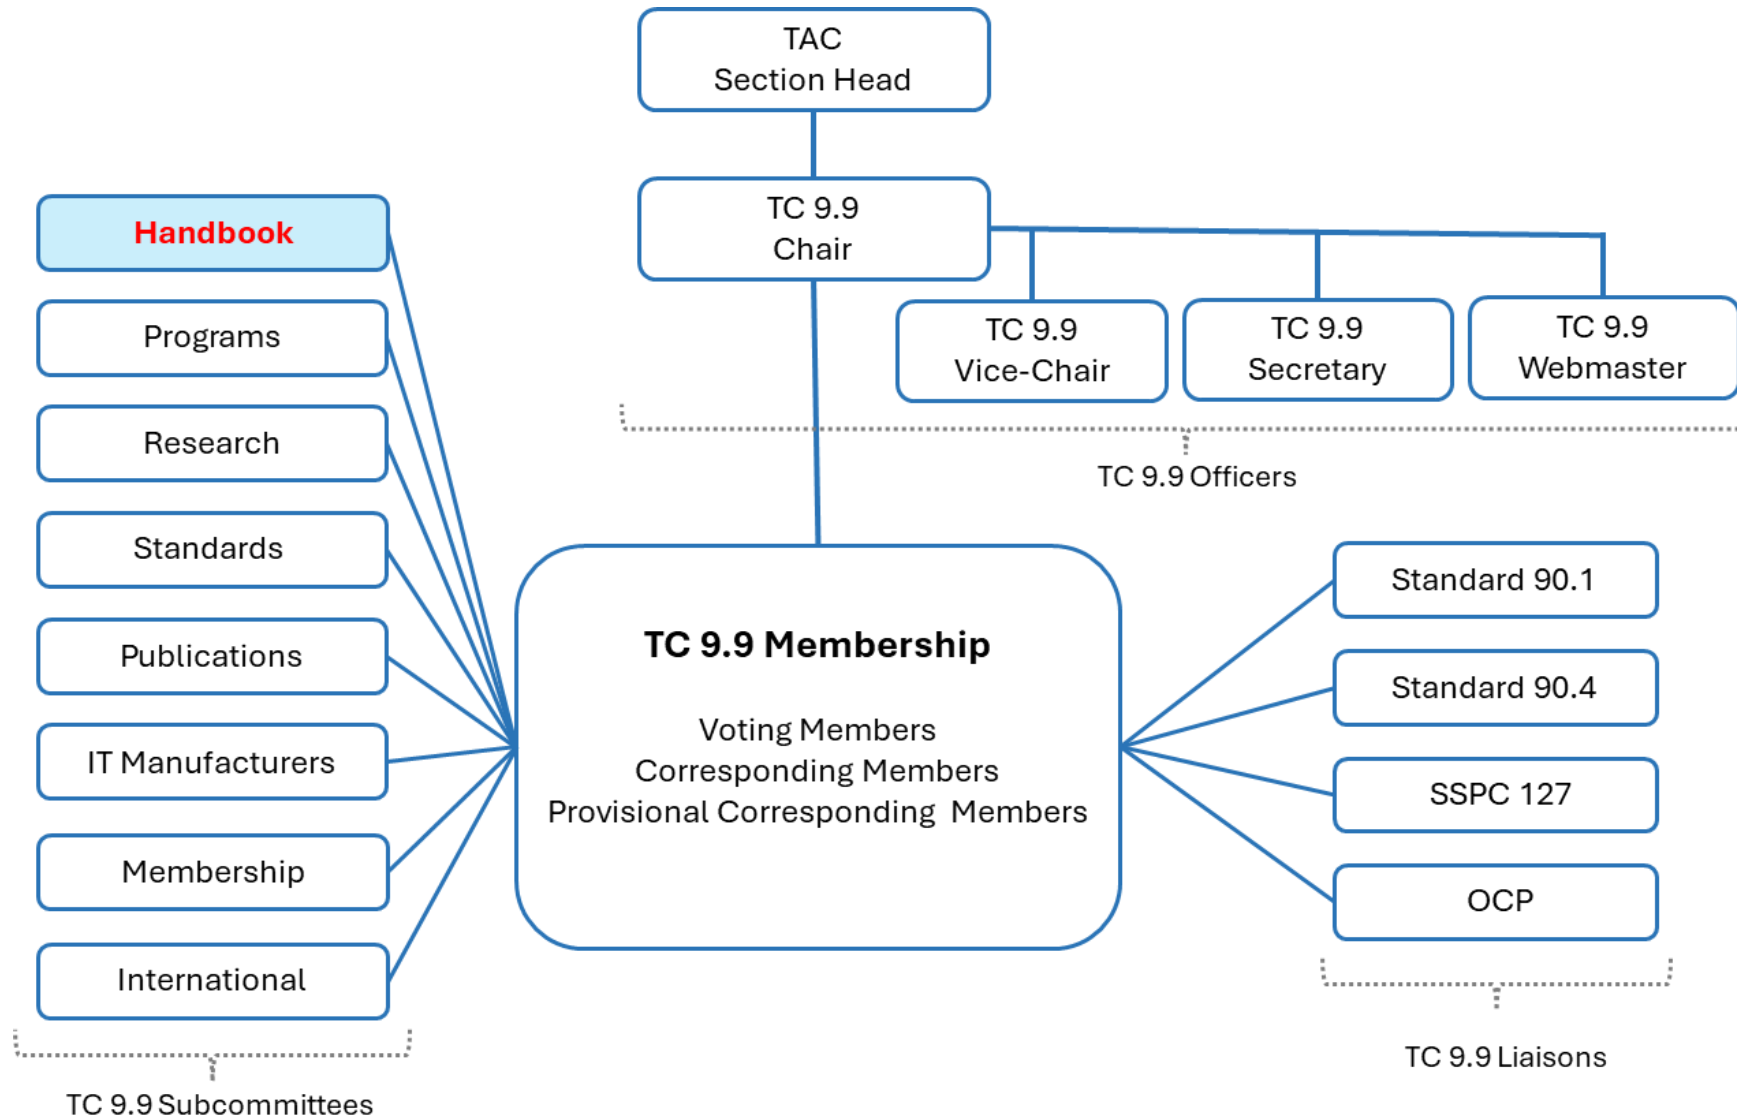 TAC
Section Head
TC 9.9
Chair
TC 9.9
Vice-Chair
TC 9.9
Secretary
TC 9.9
Webmaster
TC 9.9 Officers
Handbook
Programs
Research
Standards
Publications
IT Manufacturers
Membership
International
TC 9.9 Subcommittees
TC 9.9 Membership
Voting Members
Corresponding Members
Provisional Corresponding  Members
Standard 90.1
Standard 90.4
SSPC 127
OCP
TC 9.9 Liaisons